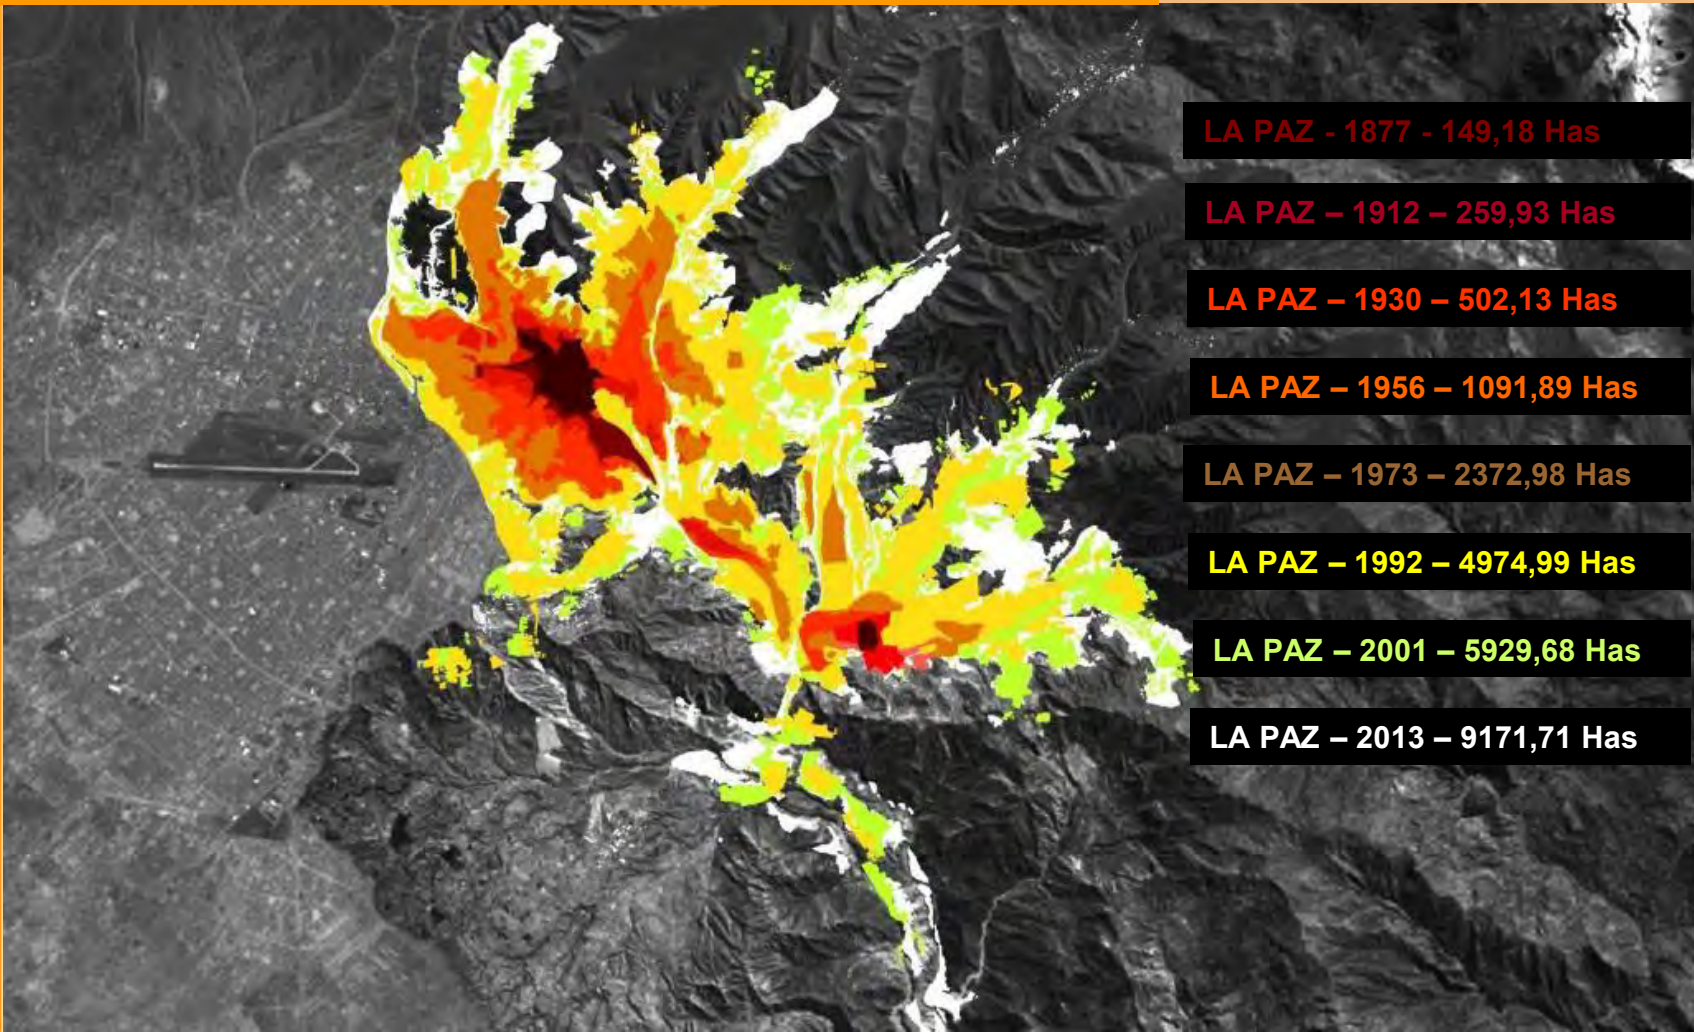 LA PAZ - 1877 - 149,18 Has
LA PAZ – 1912 – 259,93 Has
LA PAZ – 1930 – 502,13 Has
LA PAZ – 1956 – 1091,89 Has
LA PAZ – 1973 – 2372,98 Has
LA PAZ – 1992 – 4974,99 Has
LA PAZ – 2001 – 5929,68 Has
LA PAZ – 2013 – 9171,71 Has